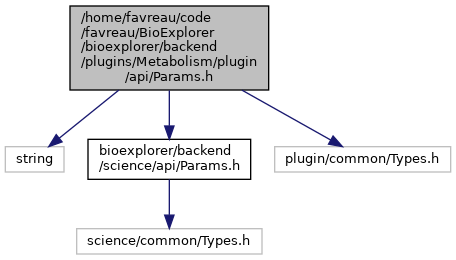 /home/favreau/code
/favreau/BioExplorer
/bioexplorer/backend
/plugins/Metabolism/plugin
/api/Params.h
string
bioexplorer/backend
/science/api/Params.h
plugin/common/Types.h
science/common/Types.h